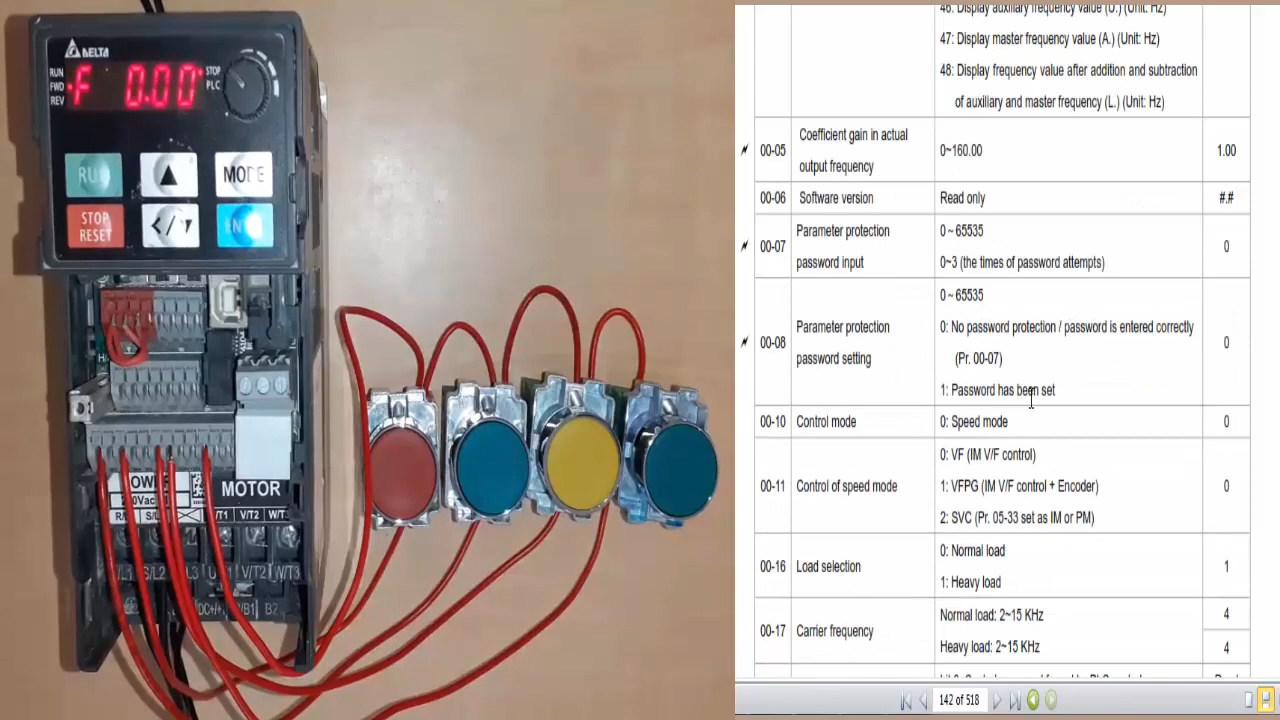 DELTA
RUN
FWD
REV
F 0.00
STOP
PLC
RUN
MODE
STOP
RESET
MOTOR
V/T2
S/L2
V/T2
W/T3
B2
46: Display auxiliary frequency value (U.) (Unit: Hz)
47: Display master frequency value (A.) (Unit: Hz)
48: Display frequency value after addition and subtraction
of auxiliary and master frequency (L.) (Unit: Hz)
00-05 Coefficient gain in actual output frequency 0~160.00 1.00
00-06 Software version Read only #.#
00-07 Parameter protection password input 0 ~ 65535 0
0~3 (the times of password attempts)
00-08 Parameter protection password setting 0 ~ 65535 0
0: No password protection / password is entered correctly
(Pr. 00-07)
1: Password has been set
00-10 Control mode 0: Speed mode 0
00-11 Control of speed mode 0: VF (IM V/F control) 0
1: VFPG (IM V/F control + Encoder)
2: SVC (Pr. 05-33 set as IM or PM)
00-16 Load selection 0: Normal load 1
1: Heavy load
00-17 Carrier frequency Normal load: 2~15 KHz 4
Heavy load: 2~15 KHz 4
142 of 518